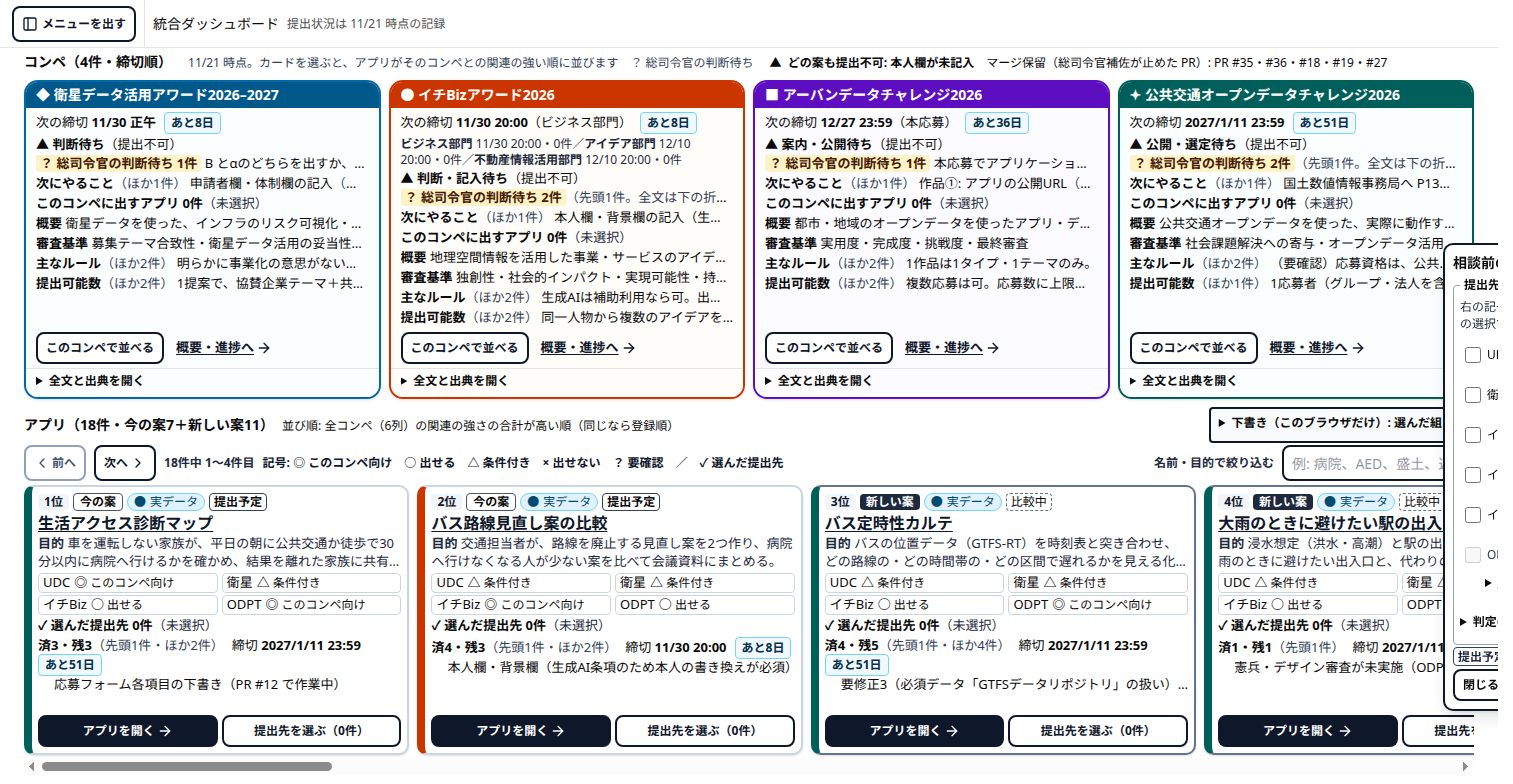 メニューを出す 統合ダッシュボード 提出状況は 11/21 時点の記録
コンペ（4件・締切順） 11/21 時点。カードを選ぶと、アプリがそのコンペとの関連の強い順に並びます ？ 総司令官の判断待ち ▲ どの案も提出不可: 本人欄が未記入 マージ保留（総司令官補佐が止めた PR）: PR #35・#36・#18・#19・#27
◆ 衛星データ活用アワード2026–2027
次の締切 11/30 正午 あと8日
▲ 判断待ち（提出不可）
？ 総司令官の判断待ち 1件 B とαのどちらを出すか、…
次にやること（ほか1件） 申請者欄・体制欄の記入（…
このコンペに出すアプリ 0件（未選択）
概要 衛星データを使った、インフラのリスク可視化・…
審査基準 募集テーマ合致性・衛星データ活用の妥当性…
主なルール（ほか2件） 明らかに事業化の意思がない…
提出可能数（ほか2件） 1提案で、協賛企業テーマ＋共…
このコンペで並べる 概要・進捗へ →
▶ 全文と出典を開く
● イチBizアワード2026
次の締切 11/30 20:00（ビジネス部門） あと8日
ビジネス部門 11/30 20:00・0件／アイデア部門 12/10
20:00・0件／不動産情報活用部門 12/10 20:00・0件
▲ 判断・記入待ち（提出不可）
？ 総司令官の判断待ち 2件（先頭1件。全文は下の折…
次にやること（ほか1件） 本人欄・背景欄の記入（生…
このコンペに出すアプリ 0件（未選択）
概要 地理空間情報を活用した事業・サービスのアイデ…
審査基準 独創性・社会的インパクト・実現可能性・持…
主なルール（ほか2件） 生成AIは補助利用なら可。出…
提出可能数（ほか2件） 同一人物から複数のアイデアを…
このコンペで並べる 概要・進捗へ →
▶ 全文と出典を開く
■ アーバンデータチャレンジ2026
次の締切 12/27 23:59（本応募） あと36日
▲ 案内・公開待ち（提出不可）
？ 総司令官の判断待ち 1件 本応募でアプリケーショ…
次にやること（ほか1件） 作品①: アプリの公開URL（…
このコンペに出すアプリ 0件（未選択）
概要 都市・地域のオープンデータを使ったアプリ・デ…
審査基準 実用度・完成度・挑戦度・最終審査
主なルール（ほか2件） 1作品は1タイプ・1テーマのみ。
提出可能数（ほか2件） 複数応募は可。応募数に上限…
このコンペで並べる 概要・進捗へ →
▶ 全文と出典を開く
✦ 公共交通オープンデータチャレンジ2026
次の締切 2027/1/11 23:59 あと51日
▲ 公開・選定待ち（提出不可）
？ 総司令官の判断待ち 2件（先頭1件。全文は下の折…
次にやること（ほか1件） 国土数値情報事務局へ P13…
このコンペに出すアプリ 0件（未選択）
概要 公共交通オープンデータを使った、実際に動作す…
審査基準 社会課題解決への寄与・オープンデータ活用
主なルール（ほか2件） （要確認）応募資格は、公共…
提出可能数（ほか1件） 1応募者（グループ・法人を含
このコンペで並べる 概要・進捗へ →
▶ 全文と出典を開く
相談前の
提出先
右の記
の選択
UI
衛
イ
イ
イ
OI
▶
▶ 判定
提出予
閉じる
アプリ（18件・今の案7＋新しい案11） 並び順: 全コンペ（6列）の関連の強さの合計が高い順（同じなら登録順） ▶ 下書き（このブラウザだけ）: 選んだ組
前へ 次へ 18件中 1〜4件目 記号: ◎ このコンペ向け ○ 出せる △ 条件付き × 出せない ？ 要確認 ／ ✓ 選んだ提出先 名前・目的で絞り込む 例: 病院、AED、盛土、
1位 今の案 ● 実データ 提出予定
生活アクセス診断マップ
目的 車を運転しない家族が、平日の朝に公共交通か徒歩で30
分以内に病院へ行けるかを確かめ、結果を離れた家族に共有…
UDC ◎ このコンペ向け 衛星 △ 条件付き
イチBiz ○ 出せる ODPT ◎ このコンペ向け
✓ 選んだ提出先 0件（未選択）
済3・残3（先頭1件・ほか2件） 締切 2027/1/11 23:59
あと51日
応募フォーム各項目の下書き（PR #12 で作業中）
アプリを開く → 提出先を選ぶ（0件）
2位 今の案 ● 実データ 提出予定
バス路線見直し案の比較
目的 交通担当者が、路線を廃止する見直し案を2つ作り、病院
へ行けなくなる人が少ない案を比べて会議資料にまとめる。
UDC △ 条件付き 衛星 △ 条件付き
イチBiz ◎ このコンペ向け ODPT ○ 出せる
✓ 選んだ提出先 0件（未選択）
済4・残3（先頭1件・ほか2件） 締切 11/30 20:00 あと8日
本人欄・背景欄（生成AI条項のため本人の書き換えが必須）
アプリを開く → 提出先を選ぶ（0件）
3位 新しい案 ● 実データ 比較中
バス定時性カルテ
目的 バスの位置データ（GTFS-RT）を時刻表と突き合わせ、
どの路線の・どの時間帯の・どの区間で遅れるかを見える化…
UDC △ 条件付き 衛星 △ 条件付き
イチBiz ○ 出せる ODPT ◎ このコンペ向け
✓ 選んだ提出先 0件（未選択）
済4・残5（先頭1件・ほか4件） 締切 2027/1/11 23:59
あと51日
要修正3（必須データ「GTFSデータリポジトリ」の扱い）…
アプリを開く → 提出先を選ぶ（0件）
4位 新しい案 ● 実データ 比較中
大雨のときに避けたい駅の出入
目的 浸水想定（洪水・高潮）と駅の出
雨のときに避けたい出入口と、代わりの
UDC △ 条件付き 衛星 △
イチBiz ○ 出せる ODPT
✓ 選んだ提出先 0件（未選択）
済1・残1（先頭1件） 締切 2027/1/11
憲兵・デザイン審査が未実施（ODP
アプリを開く → 提出先を